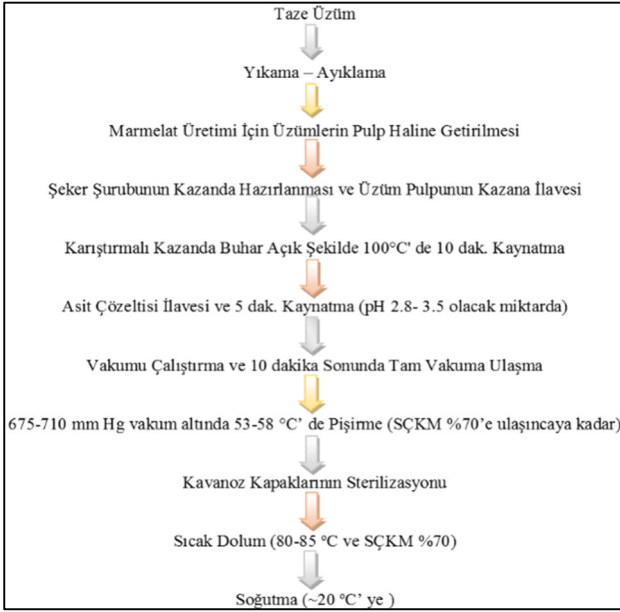 Taze Üzüm
Yıkama – Ayıklama
Marmelat Üretimi İçin Üzümlerin Pulp Haline Getirilmesi
Şeker Şurubunun Kazanda Hazırlanması ve Üzüm Pulpunun Kazana İlavesi
Karıştırmalı Kazanda Buhar Açık Şekilde 100°C' de 10 dak. Kaynatma
Asit Çözeltisi İlavesi ve 5 dak. Kaynatma (pH 2.8- 3.5 olacak miktarda)
Vakumu Çalıştırma ve 10 dakika Sonunda Tam Vakuma Ulaşma
675-710 mm Hg vakum altında 53-58 °C’ de Pişirme (SÇKM %70’e ulaşıncaya kadar)
Kavanoz Kapaklarının Sterilizasyonu
Sıcak Dolum (80-85 °C ve SÇKM %70)
Soğutma (~20 °C’ ye )